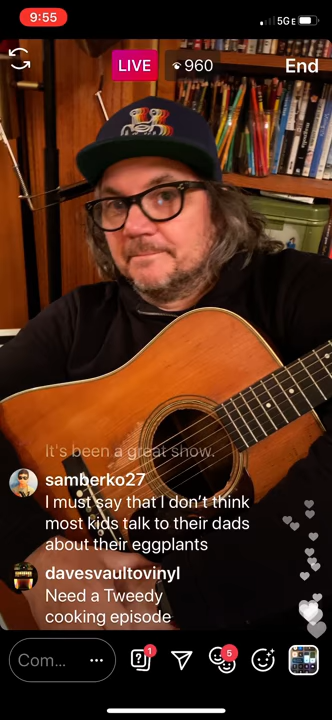 9:55
5GE
LIVE
960
End
It's been a great show.
samberko27
I must say that I don’t think
most kids talk to their dads
about their eggplants
davesvaultovinyl
Need a Tweedy
cooking episode
Com...
1
5